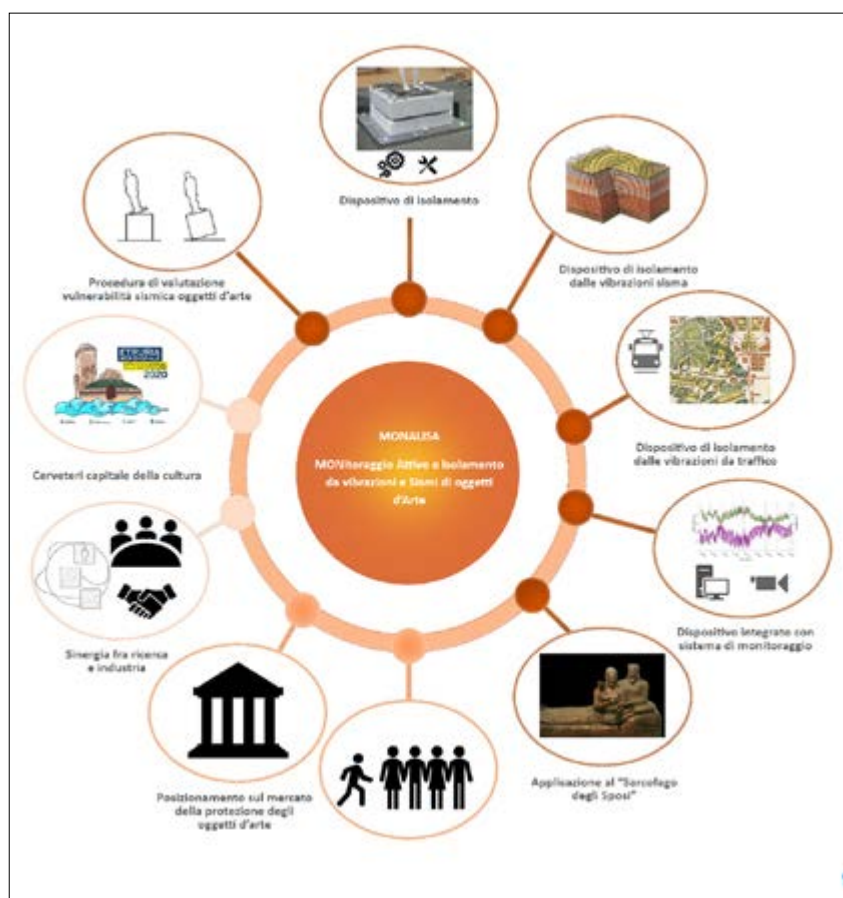 Dispositivo di isolamento
Dispositivo di isolamento
dalle vibrazioni sisma
Dispositivo di isolamento
dalle vibrazioni da traffico
Dispositivo integrato con
sistema di monitoraggio
Applicazione al "Sarcofago
degli Sposi"
Posizionamento sul mercato
della protezione degli
oggetti d'arte
Sinergia fra ricerca
e industria
ETRURIA
2020
Cerveteri capitale della cultura
Procedura di valutazione
vulnerabilità sismica oggetti d'arte
MONALISA
MONitoraggio Attivo e Isolamento
da vibrazioni e Sismi di oggetti
d'Arte